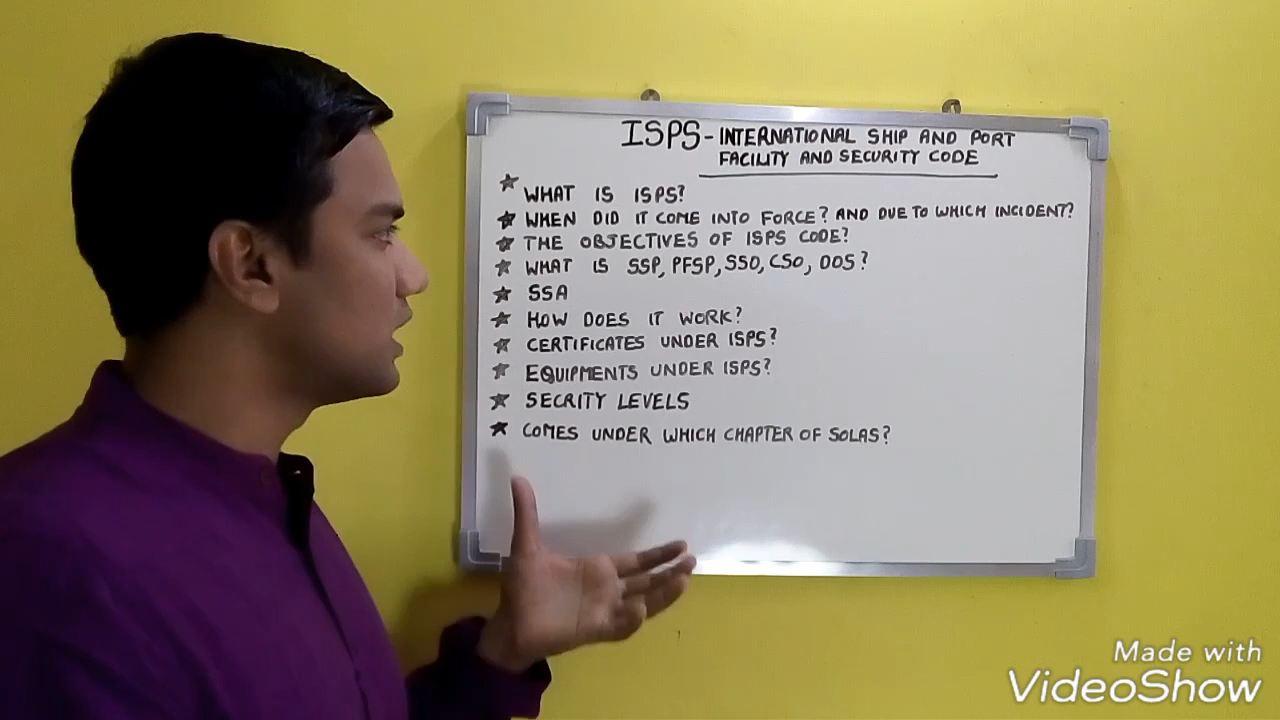 ISPS - INTERNATIONAL SHIP AND PORT
FACILITY AND SECURITY CODE
WHAT IS ISPS?
WHEN DID IT COME INTO FORCE? AND DUE TO WHICH INCIDENT?
THE OBJECTIVES OF ISPS CODE?
WHAT IS SSP, PFSP, SSO, CSO, DOS?
SSA
HOW DOES IT WORK?
CERTIFICATES UNDER ISPS?
EQUIPMENTS UNDER ISPS?
SECRITY LEVELS
COMES UNDER WHICH CHAPTER OF SOLAS?
Made with
VideoShow